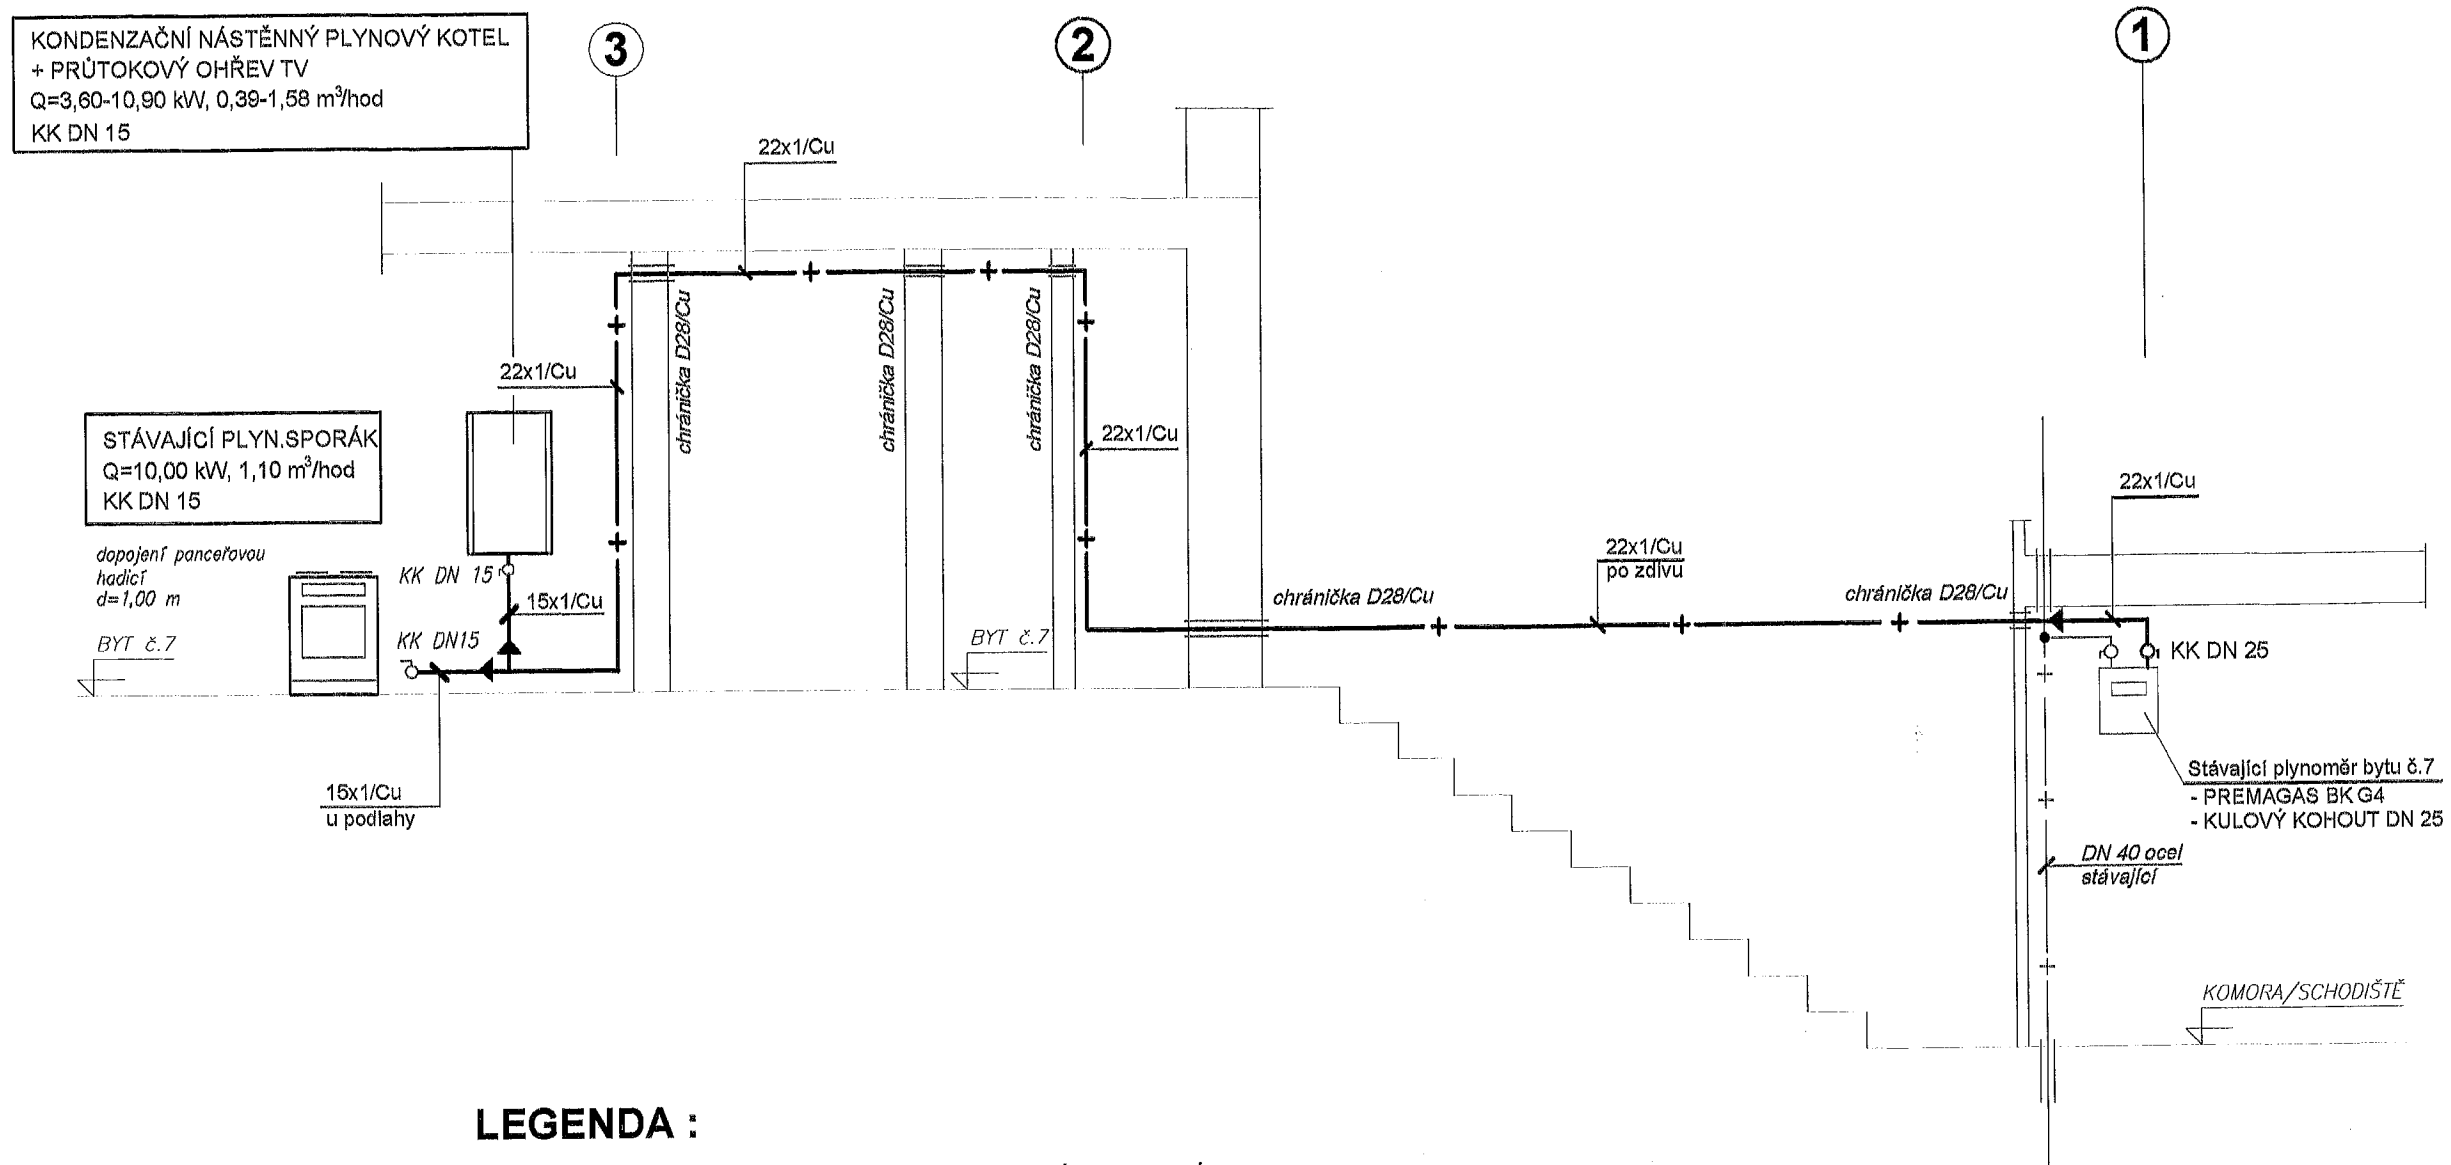 KONDENZAČNÍ NÁSTĚNNÝ PLYNOVÝ KOTEL
+ PRŮTOKOVÝ OHŘEV TV
Q=3,60-10,90 kW, 0,39-1,58 m³/hod
KK DN 15
3
2
1
22x1/Cu
chránička D28/Cu
chránička D28/Cu
chránička D28/Cu
22x1/Cu
STÁVAJÍCÍ PLYN.SPORÁK
Q=10,00 kW, 1,10 m³/hod
KK DN 15
22x1/Cu
22x1/Cu
dopojení panceřovou
hadicí
d=1,00 m
KK DN 15
15x1/Cu
KK DN15
BYT č.7
BYT č.7
22x1/Cu
po zdivu
chránička D28/Cu
chránička D28/Cu
KK DN 25
15x1/Cu
u podlahy
Stávající plynoměr bytu č.7
- PREMAGAS BK G4
- KULOVÝ KOHOUT DN 25
DN 40 ocel
stávající
KOMORA/SCHODIŠTĚ
LEGENDA :